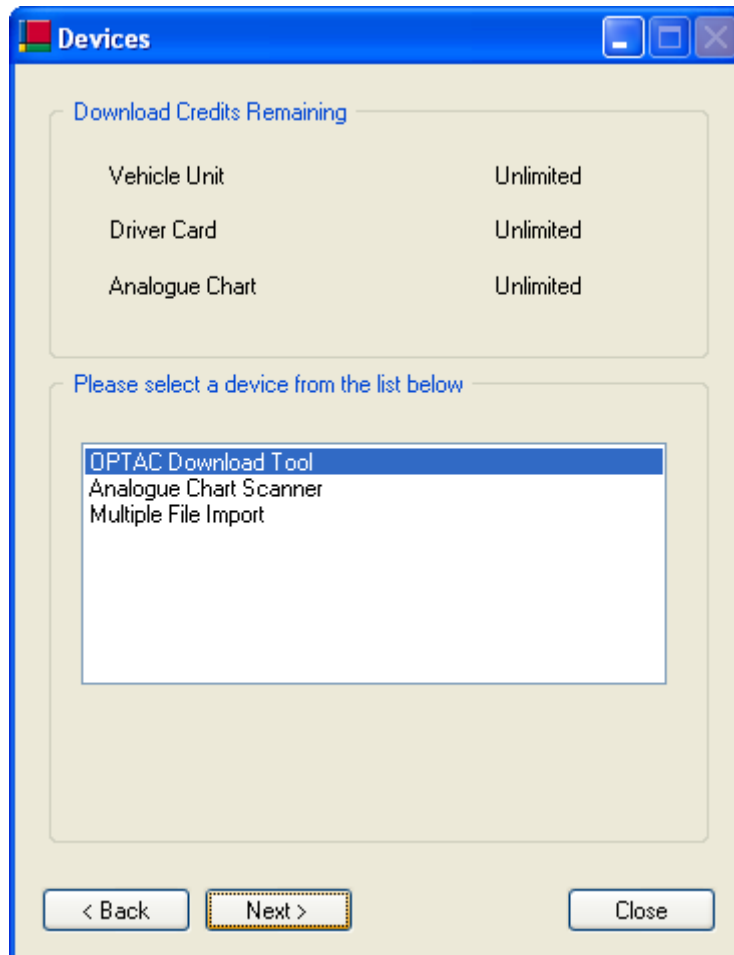 Devices
Download Credits Remaining
Vehicle Unit Unlimited
Driver Card Unlimited
Analogue Chart Unlimited
Please select a device from the list below
OPTAC Download Tool
Analogue Chart Scanner
Multiple File Import
< Back Next > Close